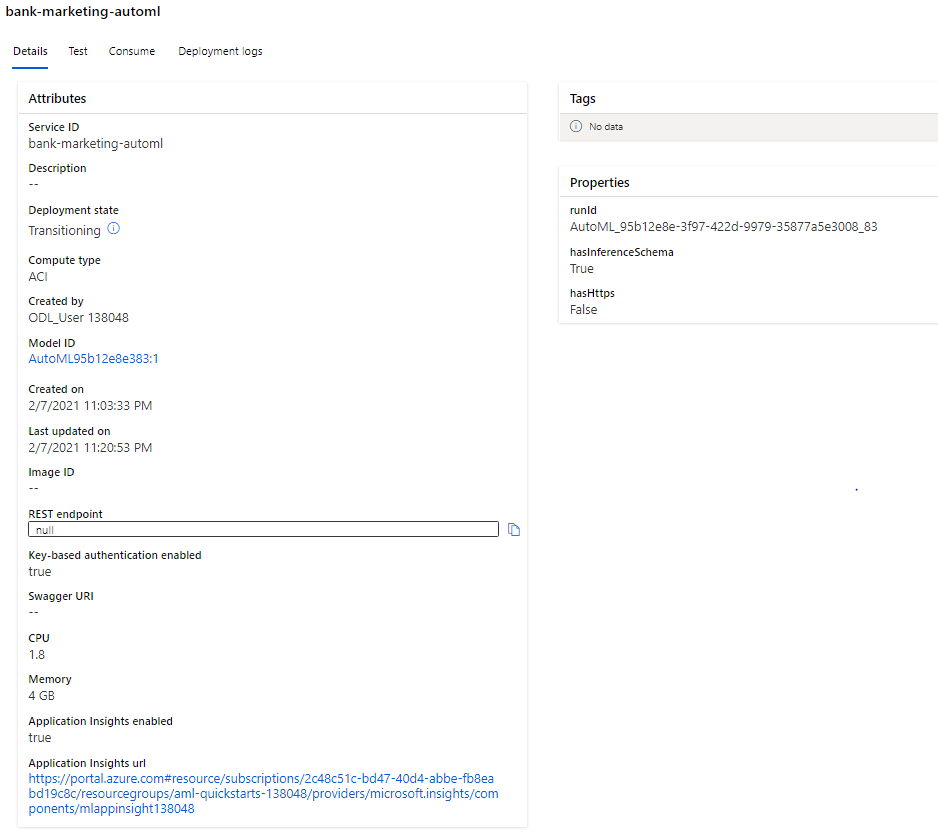 bank-marketing-automl
Details Test Consume Deployment logs
Attributes
Service ID
bank-marketing-automl
Description
--
Deployment state
Transitioning
Compute type
ACI
Created by
ODL_User 138048
Model ID
AutoML95b12e8e383:1
Created on
2/7/2021 11:03:33 PM
Last updated on
2/7/2021 11:20:53 PM
Image ID
--
REST endpoint
null
Key-based authentication enabled
true
Swagger URI
--
CPU
1.8
Memory
4 GB
Application Insights enabled
true
Application Insights url
https://portal.azure.com#resource/subscriptions/2c48c51c-bd47-40d4-abbe-fb8ea
bd19c8c/resourcegroups/aml-quickstarts-138048/providers/microsoft.insights/com
ponents/mlappinsight138048
Tags
No data
Properties
runId
AutoML_95b12e8e-3f97-422d-9979-35877a5e3008_83
hasInferenceSchema
True
hasHttps
False